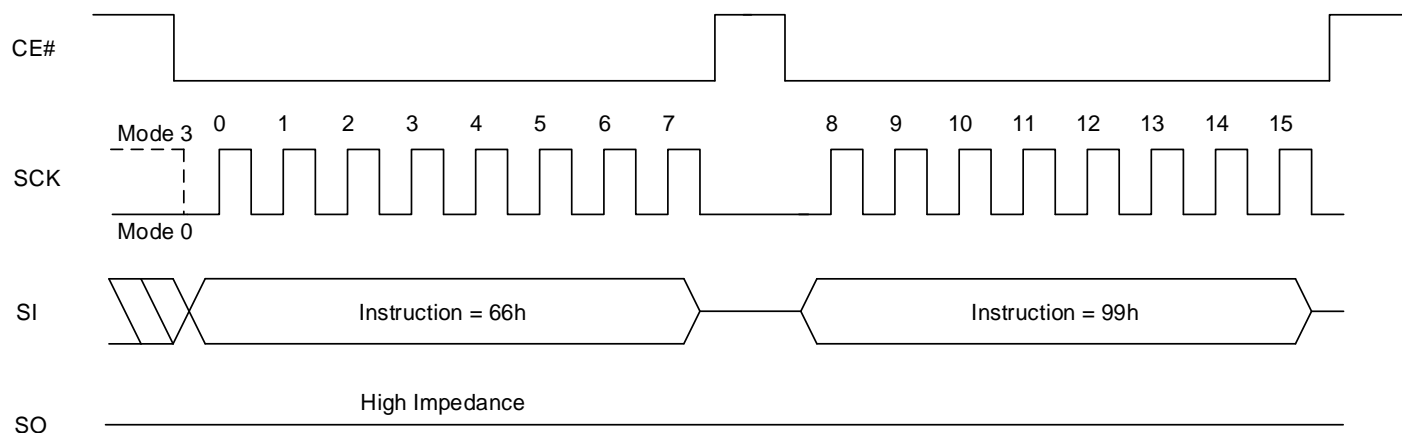 CE#
Mode 3
0 1 2 3 4 5 6 7 8 9 10 11 12 13 14 15
SCK
Mode 0
SI
Instruction = 66h
Instruction = 99h
High Impedance
SO